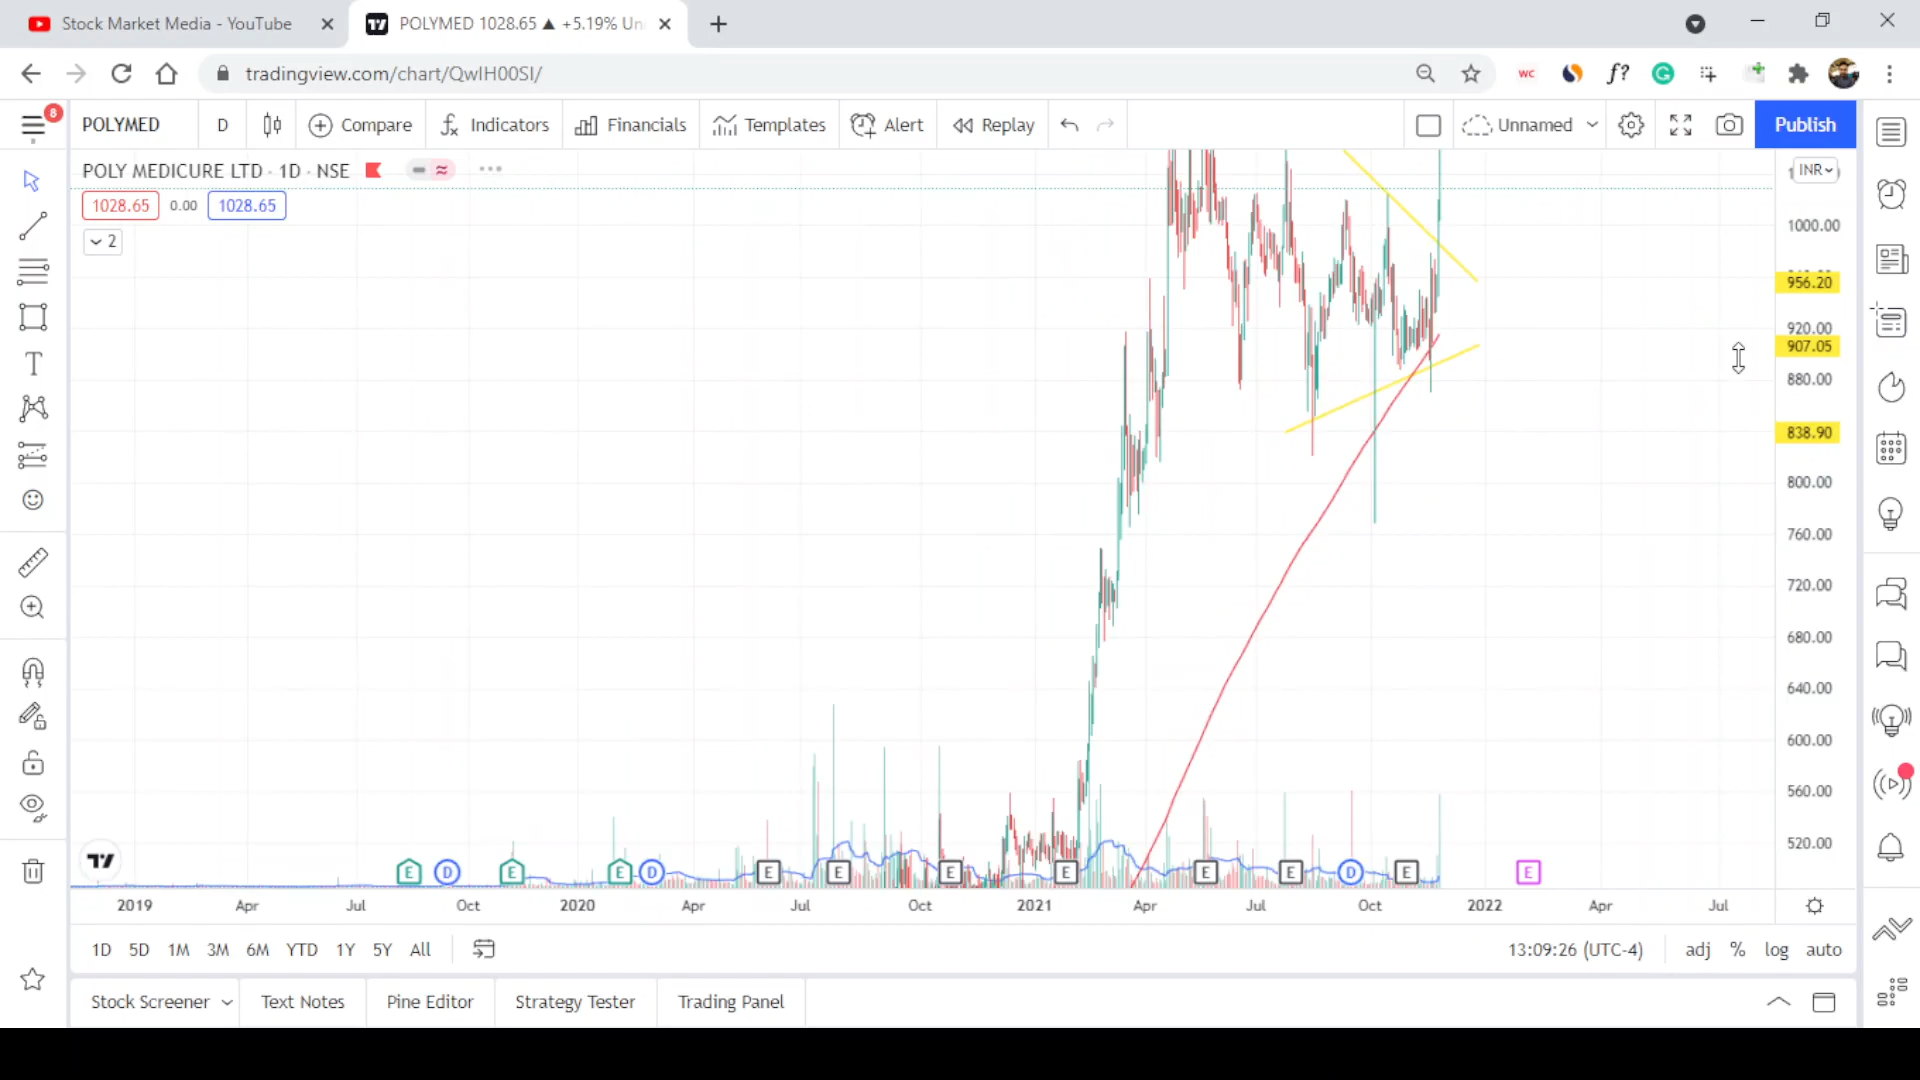 Stock Market Media - YouTube
POLYMED 1028.65 ▲ +5.19% Un
tradingview.com/chart/QwIH00SI/
WC
f?
8
POLYMED
D
Compare
Indicators
Financials
Templates
Alert
Replay
Unnamed
Publish
POLY MEDICURE LTD · 1D · NSE
INR
1028.65 0.00 1028.65
2
1000.00
956.20
920.00
907.05
880.00
838.90
800.00
760.00
720.00
680.00
640.00
600.00
560.00
520.00
E D E E D E E E E E E D E E
2019 Apr Jul Oct 2020 Apr Jul Oct 2021 Apr Jul Oct 2022 Apr Jul
1D 5D 1M 3M 6M YTD 1Y 5Y All
13:09:26 (UTC-4) adj % log auto
Stock Screener Text Notes Pine Editor Strategy Tester Trading Panel